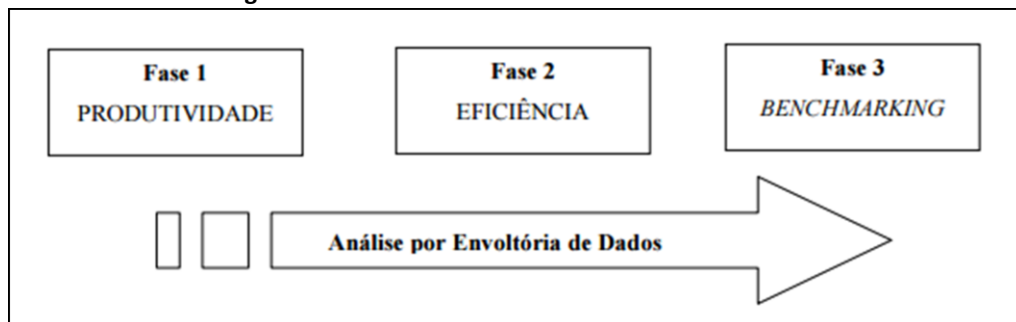 Fase 1
PRODUTIVIDADE
Fase 2
EFICIÊNCIA
Fase 3
BENCHMARKING
Análise por Envoltória de Dados